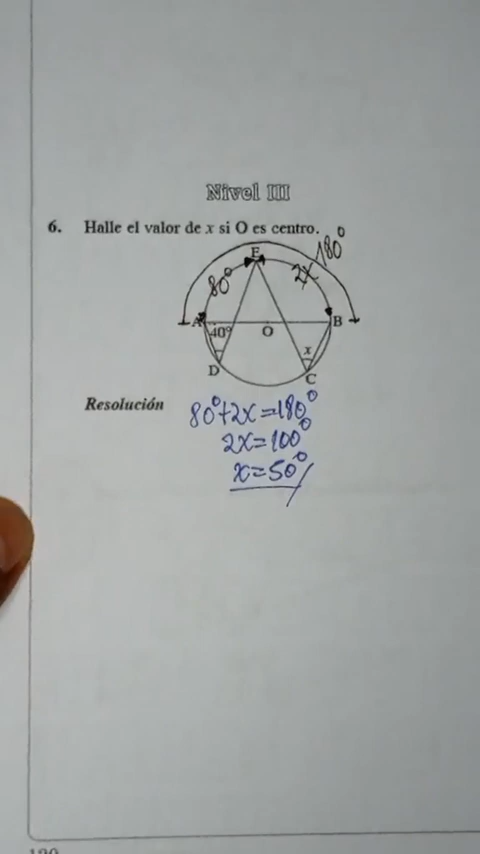 Nivel III
6. Halle el valor de x si O es centro.
180°
E
80°
2x
A
B
40°
O
x
D
C
Resolución
80°+2x=180°
2x=100°
x=50°